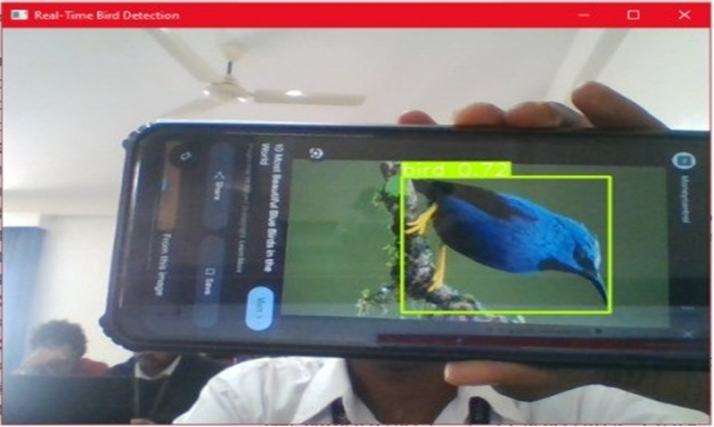 Real-Time Bird Detection
bird 0.72
10 Most Beautiful Blue Birds in the
World
Share
Save
Visit
From this image